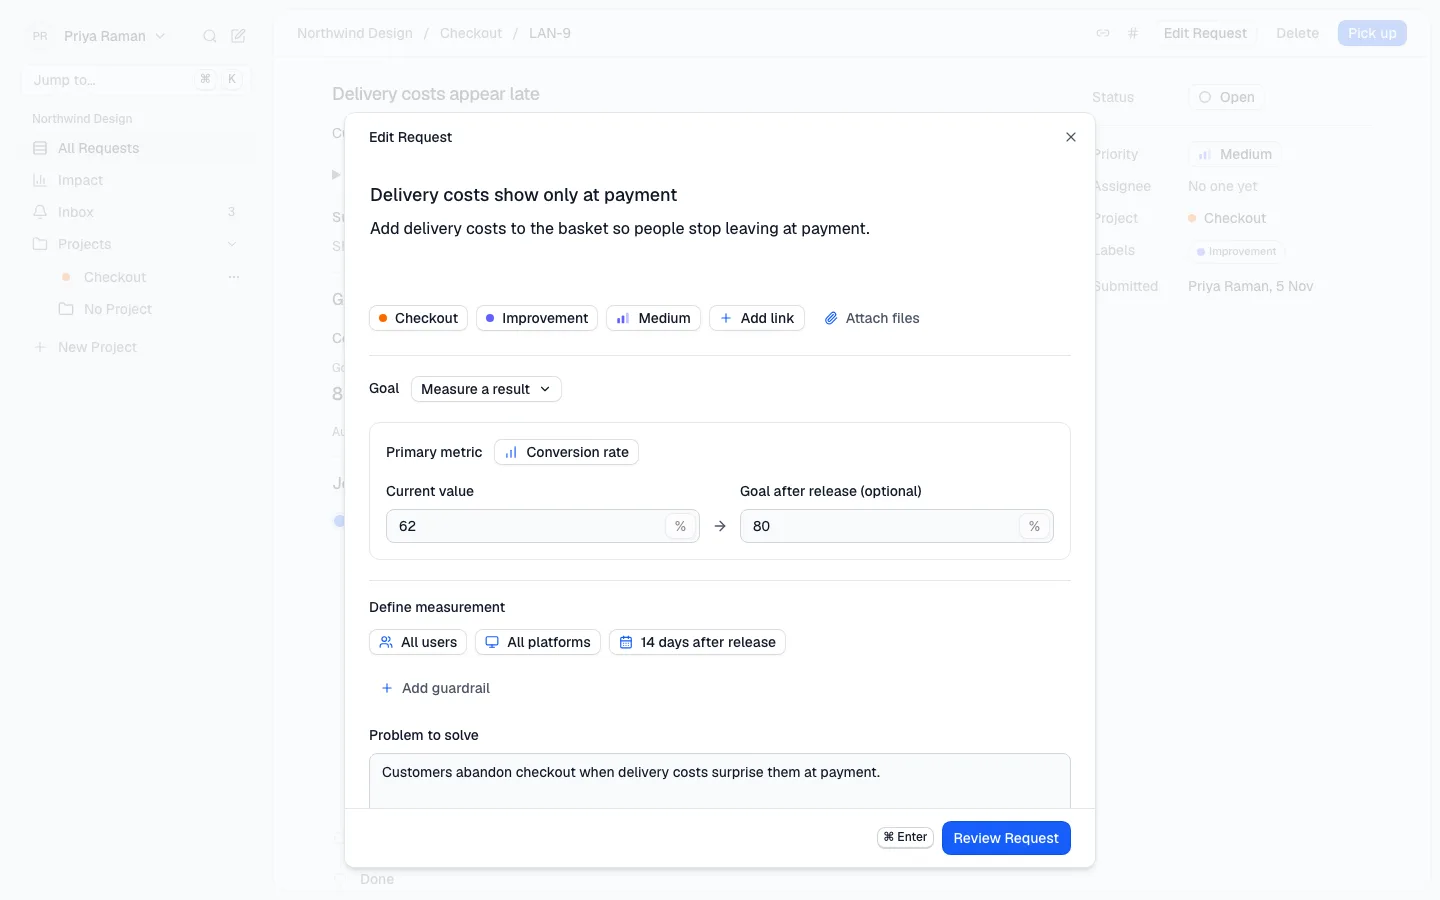 PR Priya Raman
Northwind Design / Checkout / LAN-9
# Edit Request Delete Pick up
Jump to... ⌘ K
Northwind Design
All Requests
Impact
Inbox 3
Projects
Checkout ...
No Project
New Project
Delivery costs appear late
Status Open
Priority Medium
Assignee No one yet
Project Checkout
Labels Improvement
Submitted Priya Raman, 5 Nov
Edit Request
Delivery costs show only at payment
Add delivery costs to the basket so people stop leaving at payment.
Checkout Improvement Medium + Add link Attach files
Goal Measure a result
Primary metric Conversion rate
Current value Goal after release (optional)
62 % → 80 %
Define measurement
All users All platforms 14 days after release
+ Add guardrail
Problem to solve
Customers abandon checkout when delivery costs surprise them at payment.
⌘ Enter Review Request
Done